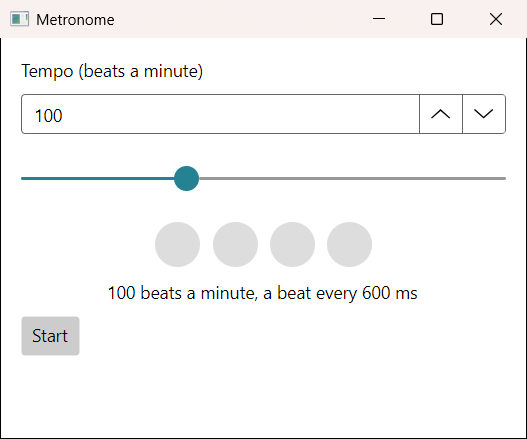 Metronome
Tempo (beats a minute)
100
100 beats a minute, a beat every 600 ms
Start